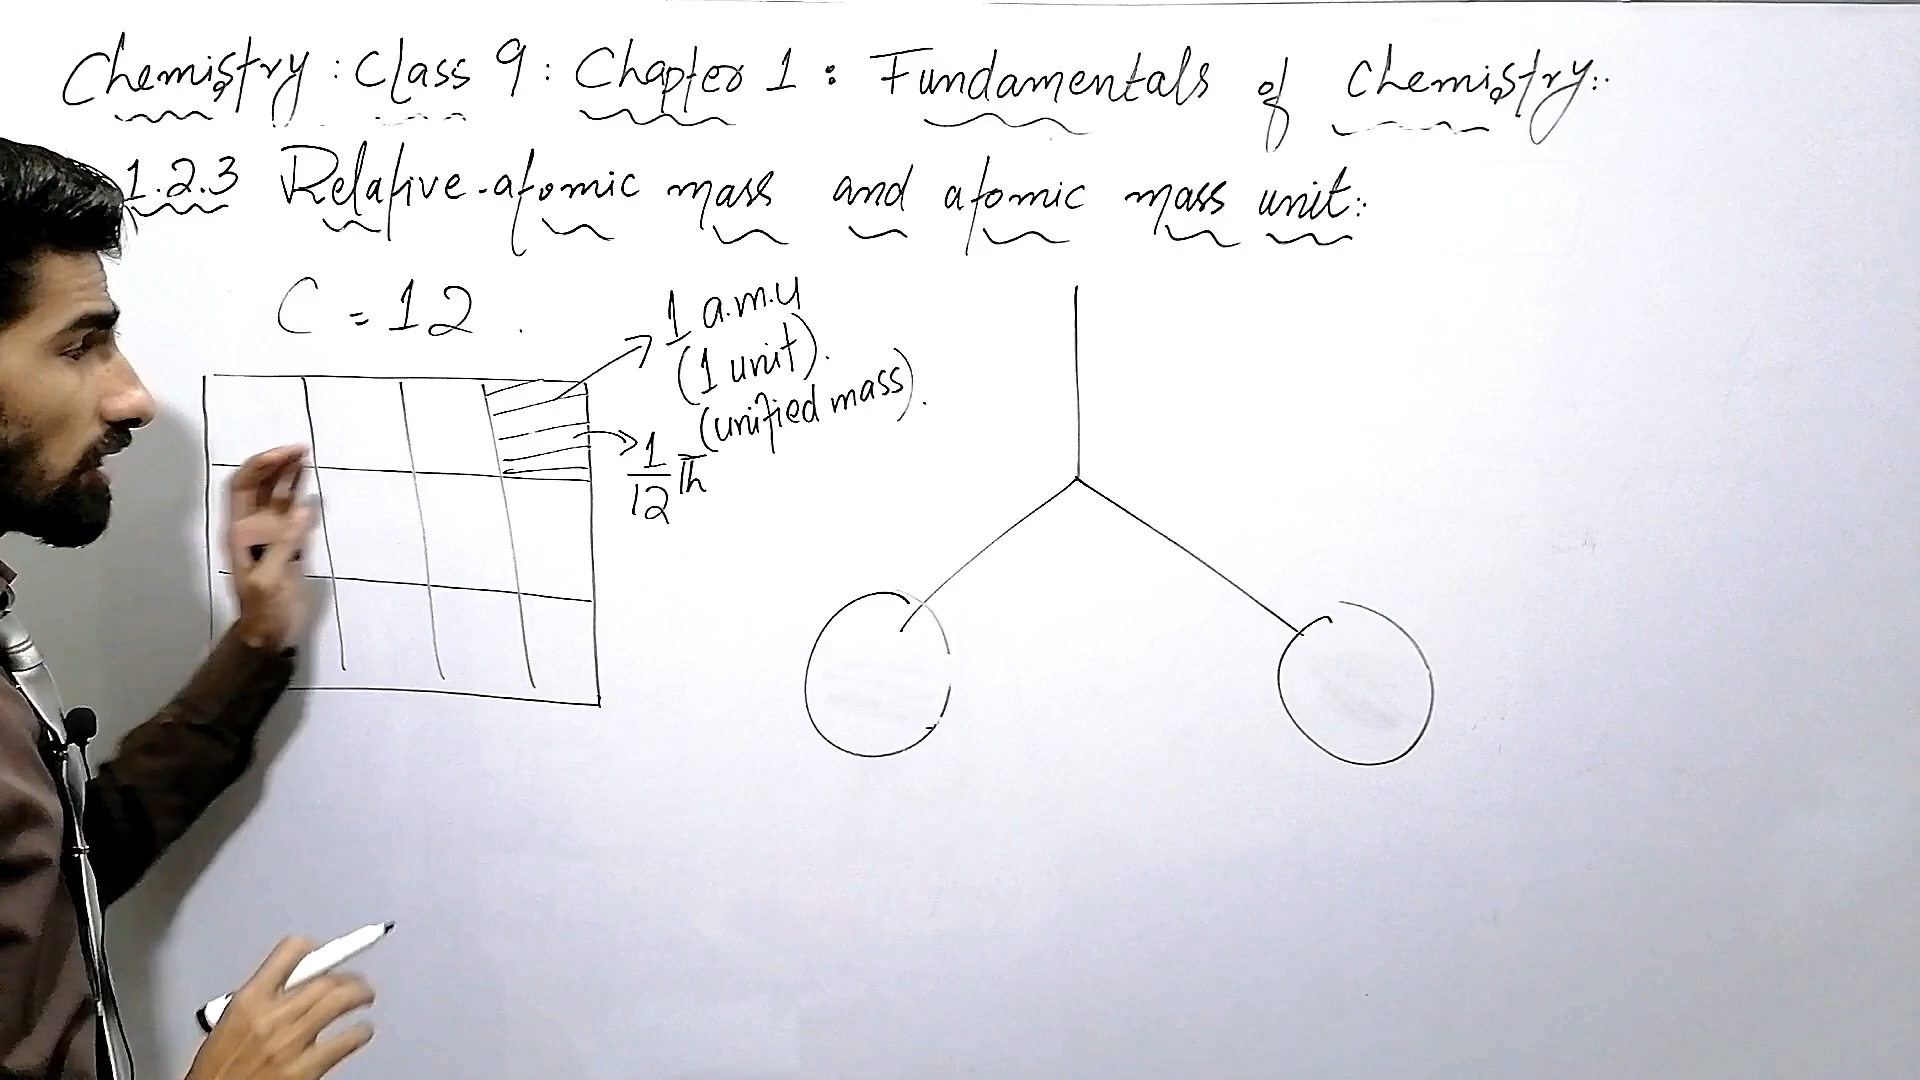 Chemistry : Class 9 : Chapter 1 : Fundamentals of Chemistry::
1.2.3 Relative-atomic mass and atomic mass unit::
C = 12
1 a.m.u
(1 unit).
(unified mass).
1/12 th